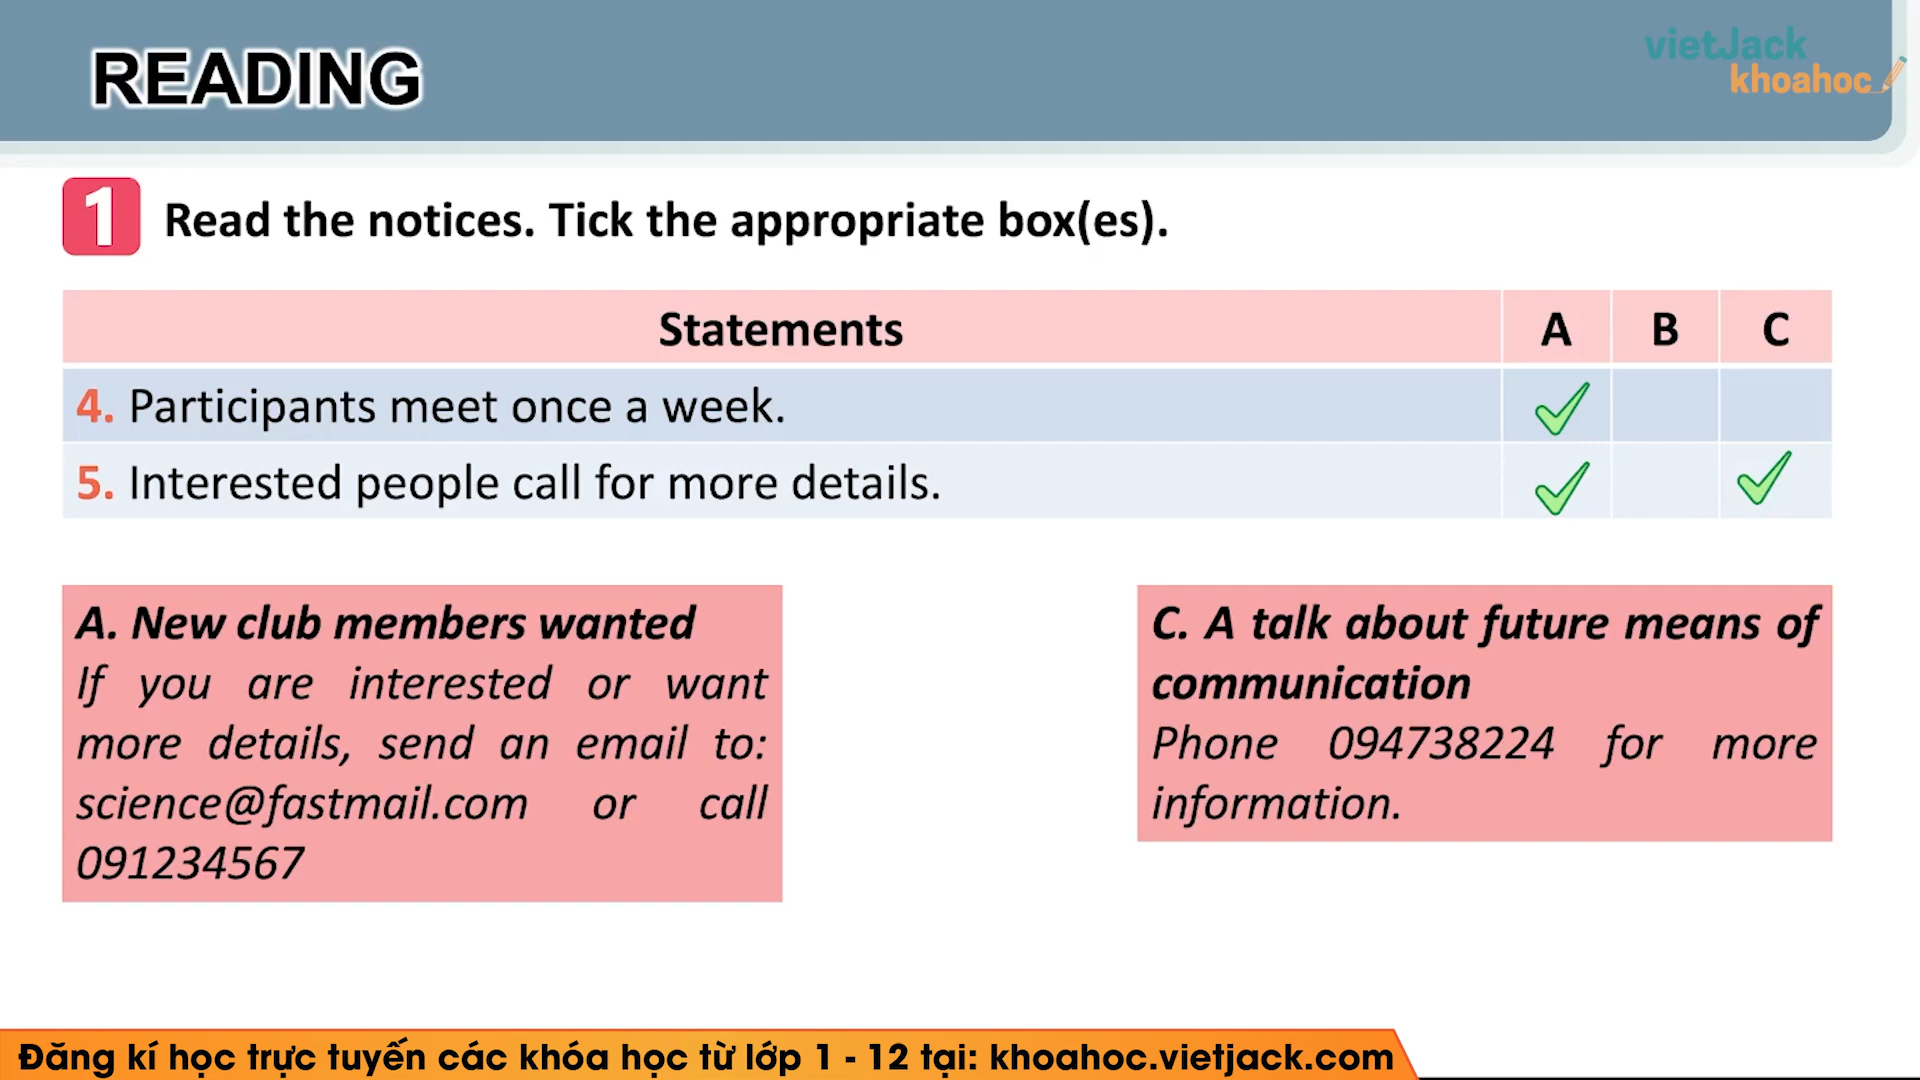 READING
vietJack
khoahoc
1 Read the notices. Tick the appropriate box(es).
Statements A B C
4. Participants meet once a week.
5. Interested people call for more details.
A. New club members wanted
If you are interested or want
more details, send an email to:
science@fastmail.com or call
091234567
C. A talk about future means of
communication
Phone 094738224 for more
information.
Đăng kí học trực tuyến các khóa học từ lớp 1 - 12 tại: khoahoc.vietjack.com